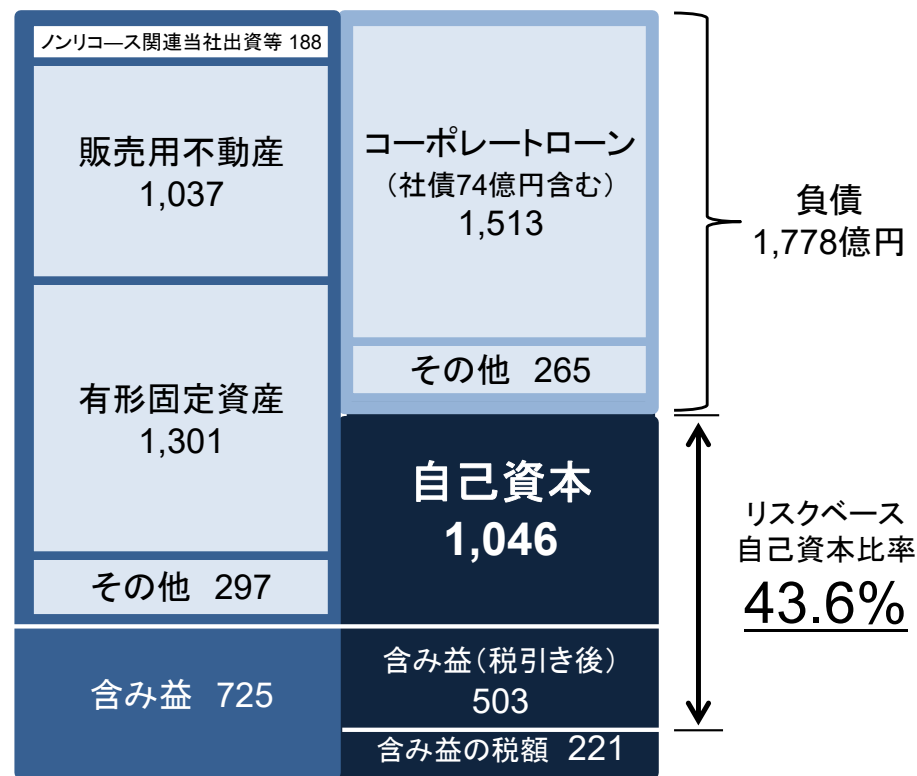 ノンリコ―ス関連当社出資等 188
販売用不動産
1,037
有形固定資産
1,301
その他 297
含み益 725
コーポレートローン
（社債74億円含む）
1,513
その他 265
自己資本
1,046
含み益（税引き後）
503
含み益の税額 221
負債
1,778億円
リスクベース
自己資本比率
43.6%